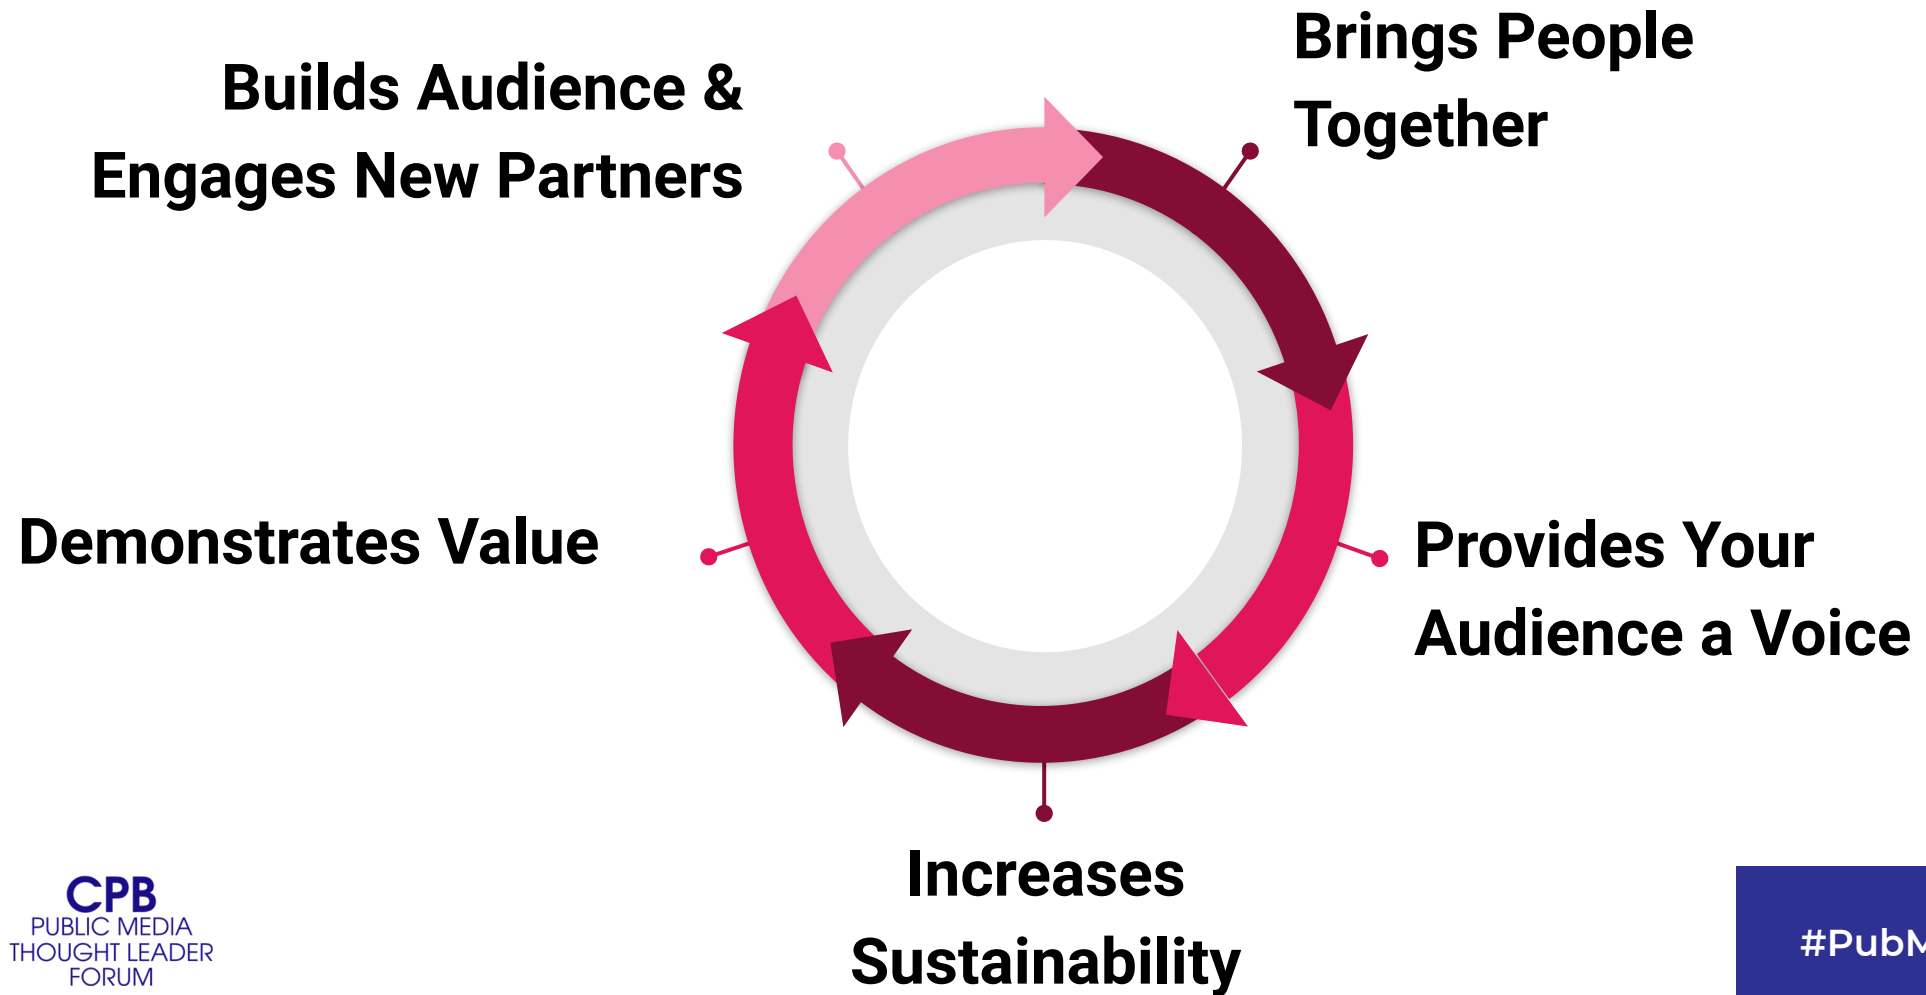 Brings People
Together
Builds Audience &
Engages New Partners
Demonstrates Value
Provides Your
Audience a Voice
Increases
Sustainability
CPB
PUBLIC MEDIA
THOUGHT LEADER
FORUM
#PubM